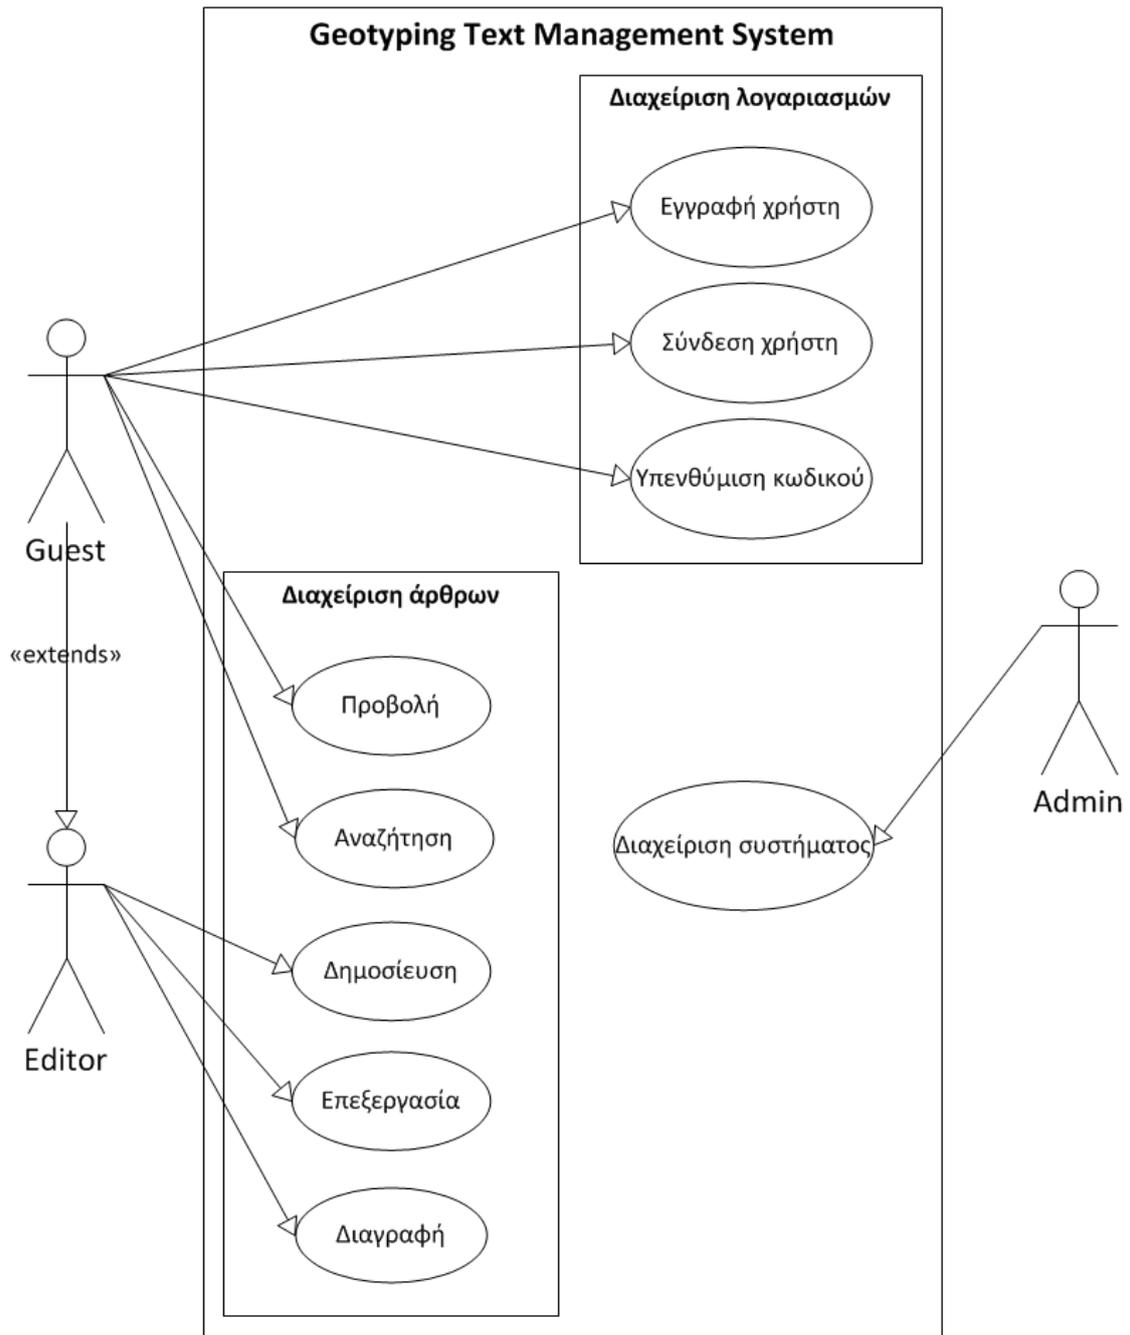 Geotyping Text Management System
Διαχείριση λογαριασμών
Εγγραφή χρήστη
Σύνδεση χρήστη
Υπενθύμιση κωδικού
Guest
«extends»
Διαχείριση άρθρων
Προβολή
Αναζήτηση
Δημοσίευση
Επεξεργασία
Διαγραφή
Editor
Διαχείριση συστήματος
Admin